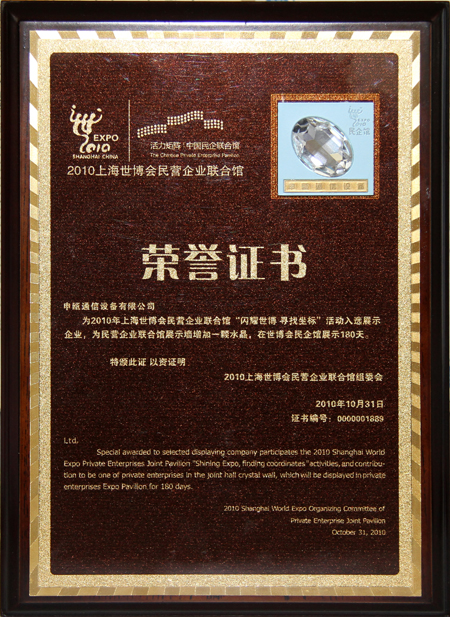 EXPO
2010
SHANGHAI CHINA
活力矩阵 中国民企联合馆
The Chinese Private Enterprise Pavilion
2010上海世博会民营企业联合馆
民企馆
荣誉证书
申瓯通信设备有限公司
为2010年上海世博会民营企业联合馆“闪耀世博 寻找坐标”活动入选展示
企业，为民营企业联合馆展示墙增加一颗水晶，在世博会民企馆展示180天。
特颁此证 以资证明
2010上海世博会民营企业联合馆组委会
2010年10月31日
证书编号：0000001889
Ltd.
Special awarded to selected displaying company participates the 2010 Shanghai World
Expo Private Enterprises Joint Pavilion "Shining Expo, finding coordinates" activities, and contribu-
tion to be one of private enterprises in the joint hall crystal wall, which will be displayed in private
enterprises Expo Pavilion for 180 days.
2010 Shanghai World Expo Organizing Committee of
Private Enterprise Joint Pavilion
October 31, 2010